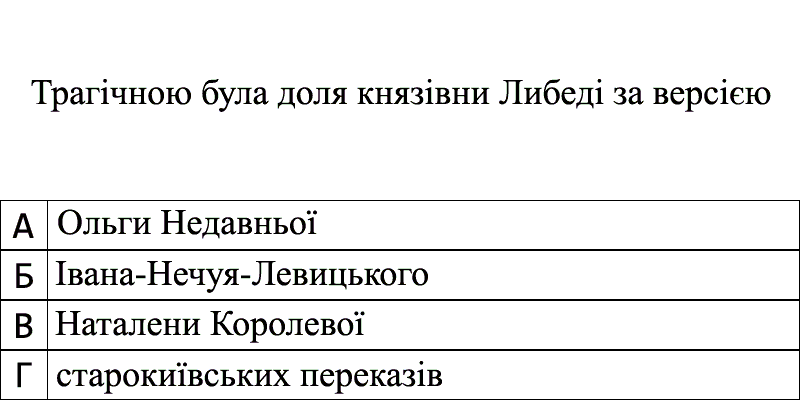 Трагічною була доля князівни Либеді за версією
А Ольги Недавньої
Б Івана-Нечуя-Левицького
В Наталени Королевої
Г старокиївських переказів